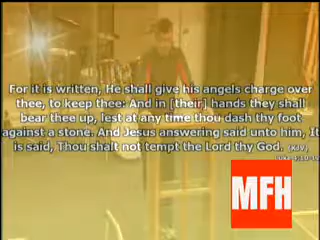 For it is written, He shall give his angels charge over
thee, to keep thee: And in [their] hands they shall
bear thee up, lest at any time thou dash thy foot
against a stone. And Jesus answering said unto him, It
is said, Thou shalt not tempt the Lord thy God. (KJV)
MFH